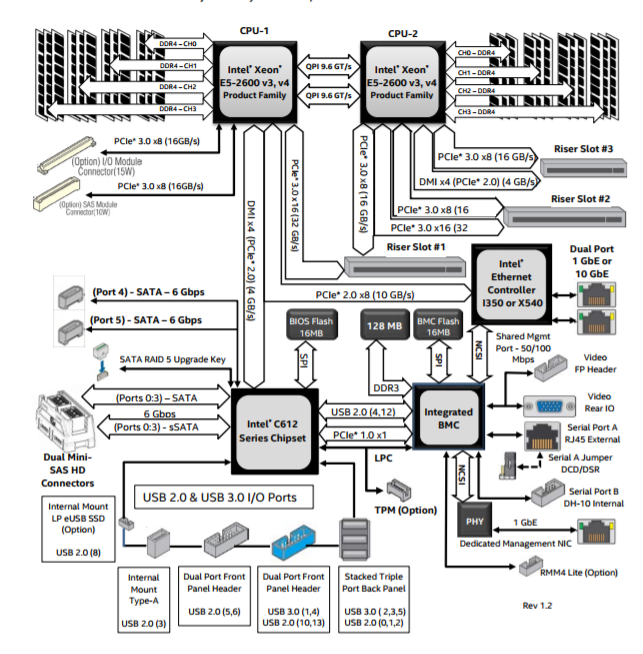 CPU-1
CPU-2
DDR4 – CH0
DDR4 – CH1
DDR4 – CH2
DDR4 – CH3
Intel® Xeon®
E5-2600 v3, v4
Product Family
QPI 9.6 GT/s
QPI 9.6 GT/s
Intel® Xeon®
E5-2600 v3, v4
Product Family
CH0 – DDR4
CH1 – DDR4
CH2 – DDR4
CH3 – DDR4
PCIe* 3.0 x8 (16GB/s)
(Option) I/O Module
Connector(15W)
PCIe* 3.0 x8 (16GB/s)
(Option) SAS Module
Connector(10W)
DMI x4 (PCIe* 2.0) (4 GB/s)
PCIe* 3.0 x16 (32 GB/s)
PCIe* 3.0 x8 (16 GB/s)
PCIe* 3.0 x8 (16 GB/s)
Riser Slot #3
DMI x4 (PCIe* 2.0) (4 GB/s)
PCIe* 3.0 x8 (16
Riser Slot #2
PCIe* 3.0 x16 (32
Riser Slot #1
PCIe* 2.0 x8 (10 GB/s)
Intel®
Ethernet
Controller
I350 or X540
Dual Port
1 GbE or
10 GbE
(Port 4) - SATA – 6 Gbps
(Port 5) - SATA – 6 Gbps
SATA RAID 5 Upgrade Key
BIOS Flash
16MB
128 MB
BMC Flash
16MB
SPI
DDR3
SPI
NCSI
Shared Mgmt
Port - 50/100
Mbps
Video
FP Header
(Ports 0:3) – SATA
6 Gbps
(Ports 0:3) – sSATA
Dual Mini-
SAS HD
Connectors
Intel® C612
Series Chipset
USB 2.0 (4,12)
PCIe* 1.0 x1
LPC
Integrated
BMC
Video
Rear IO
Serial Port A
RJ45 External
Serial A Jumper
DCD/DSR
TPM (Option)
NCSI
Serial Port B
DH-10 Internal
PHY
1 GbE
Dedicated Management NIC
RMM4 Lite (Option)
USB 2.0 & USB 3.0 I/O Ports
Internal Mount
LP eUSB SSD
(Option)
USB 2.0 (8)
Internal
Mount
Type-A
USB 2.0 (3)
Dual Port Front
Panel Header
USB 2.0 (5,6)
Dual Port Front
Panel Header
USB 3.0 (1,4)
USB 2.0 (10,13)
Stacked Triple
Port Back Panel
USB 3.0 ( 2,3,5)
USB 2.0 (0,1,2)
Rev 1.2